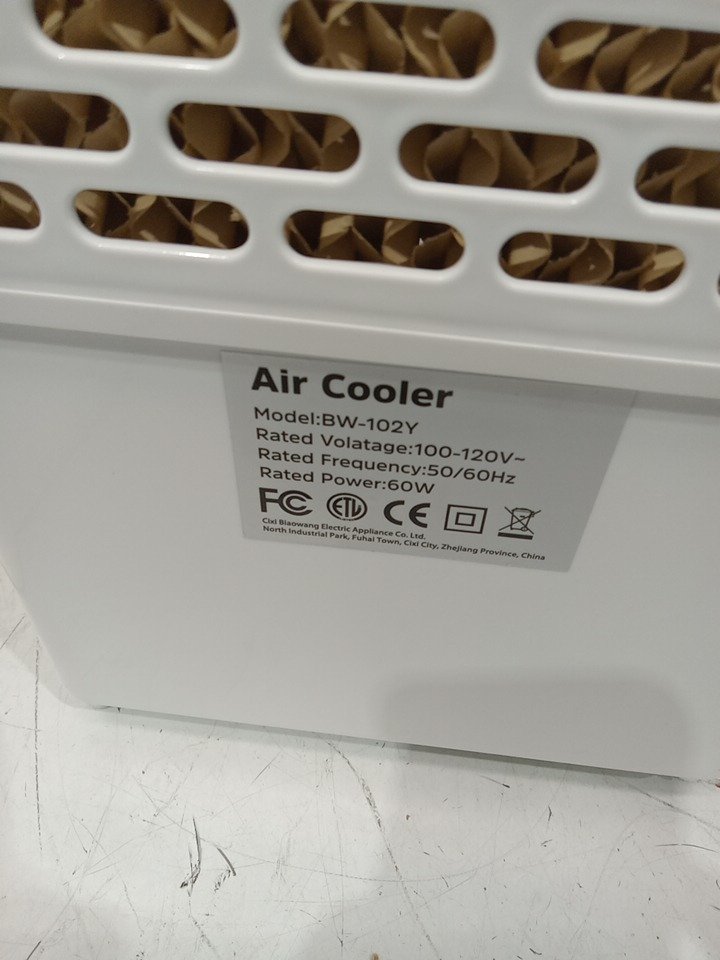 Air Cooler
Model:BW-102Y
Rated Volatage:100-120V~
Rated Frequency:50/60Hz
Rated Power:60W
FC ETL CE
Cixi Biaowang Electric Appliance Co. Ltd.
North Industrial Park, Fuhai Town, Cixi City, Zhejiang Province, China